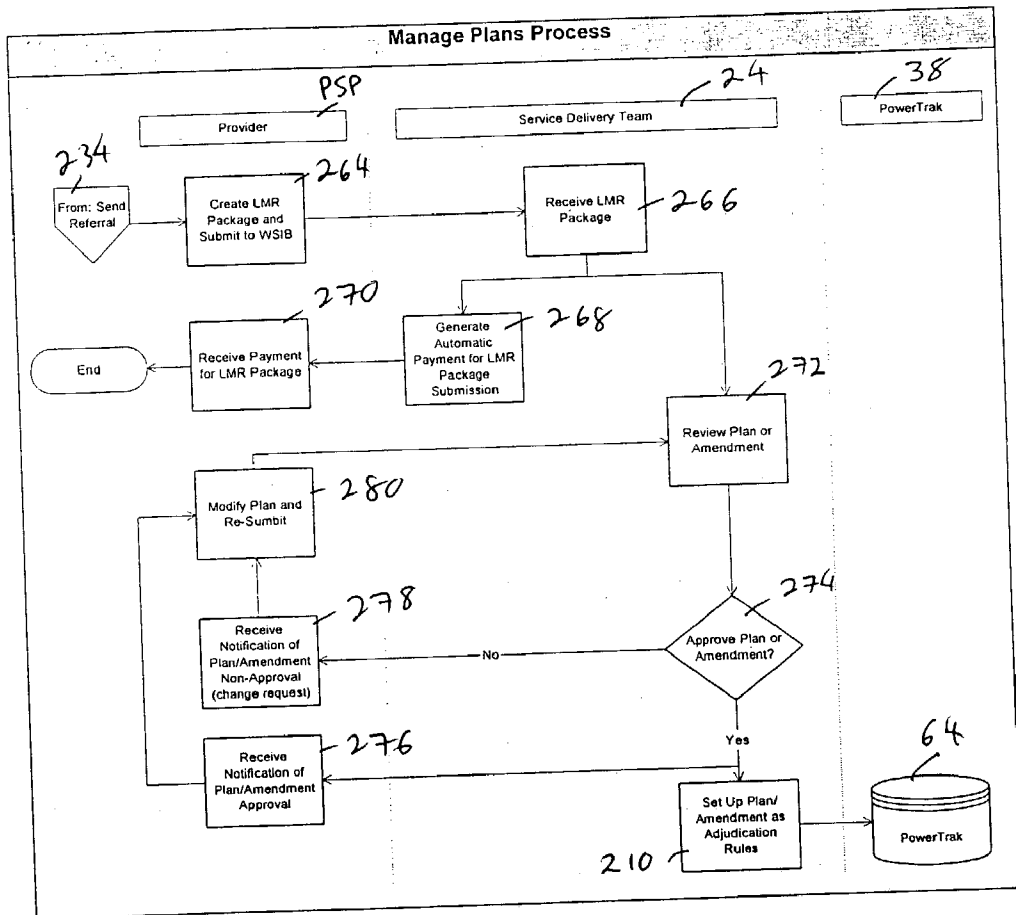 Manage Plans Process
PSP
24
38
Provider
Service Delivery Team
PowerTrak
234
From: Send
Referral
264
Create LMR
Package and
Submit to WSIB
Receive LMR
Package
266
270
Receive Payment
for LMR Package
End
Generate
Automatic
Payment for LMR
Package
Submission
268
272
Review Plan or
Amendment
Modify Plan and
Re-Sumbit
280
278
Receive
Notification of
Plan/Amendment
Non-Approval
(change request)
No
274
Approve Plan or
Amendment?
Yes
276
Receive
Notification of
Plan/Amendment
Approval
Set Up Plan/
Amendment as
Adjudication
Rules
210
64
PowerTrak